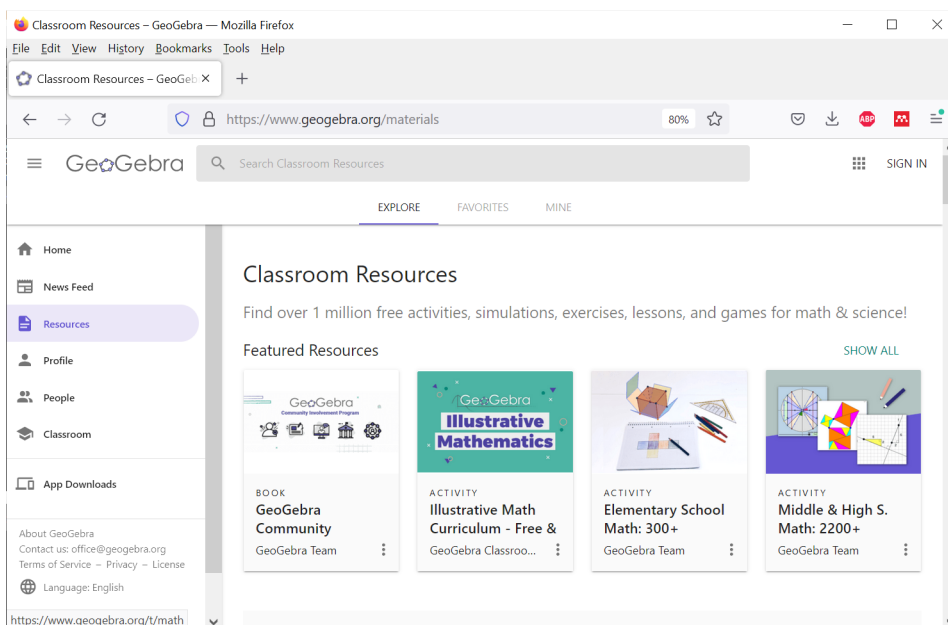 Classroom Resources – GeoGebra — Mozilla Firefox
File Edit View History Bookmarks Tools Help
Classroom Resources – GeoGeb
https://www.geogebra.org/materials
80%
ABP
GeoGebra
Search Classroom Resources
SIGN IN
EXPLORE FAVORITES MINE
Home
News Feed
Resources
Profile
People
Classroom
App Downloads
About GeoGebra
Contact us: office@geogebra.org
Terms of Service – Privacy – License
Language: English
https://www.geogebra.org/t/math
Classroom Resources
Find over 1 million free activities, simulations, exercises, lessons, and games for math & science!
Featured Resources
SHOW ALL
GeoGebra
Community Involvement Program
BOOK
GeoGebra
Community
GeoGebra Team
GeoGebra
Illustrative
Mathematics
ACTIVITY
Illustrative Math
Curriculum - Free &
GeoGebra Classroo...
ACTIVITY
Elementary School
Math: 300+
GeoGebra Team
ACTIVITY
Middle & High S.
Math: 2200+
GeoGebra Team